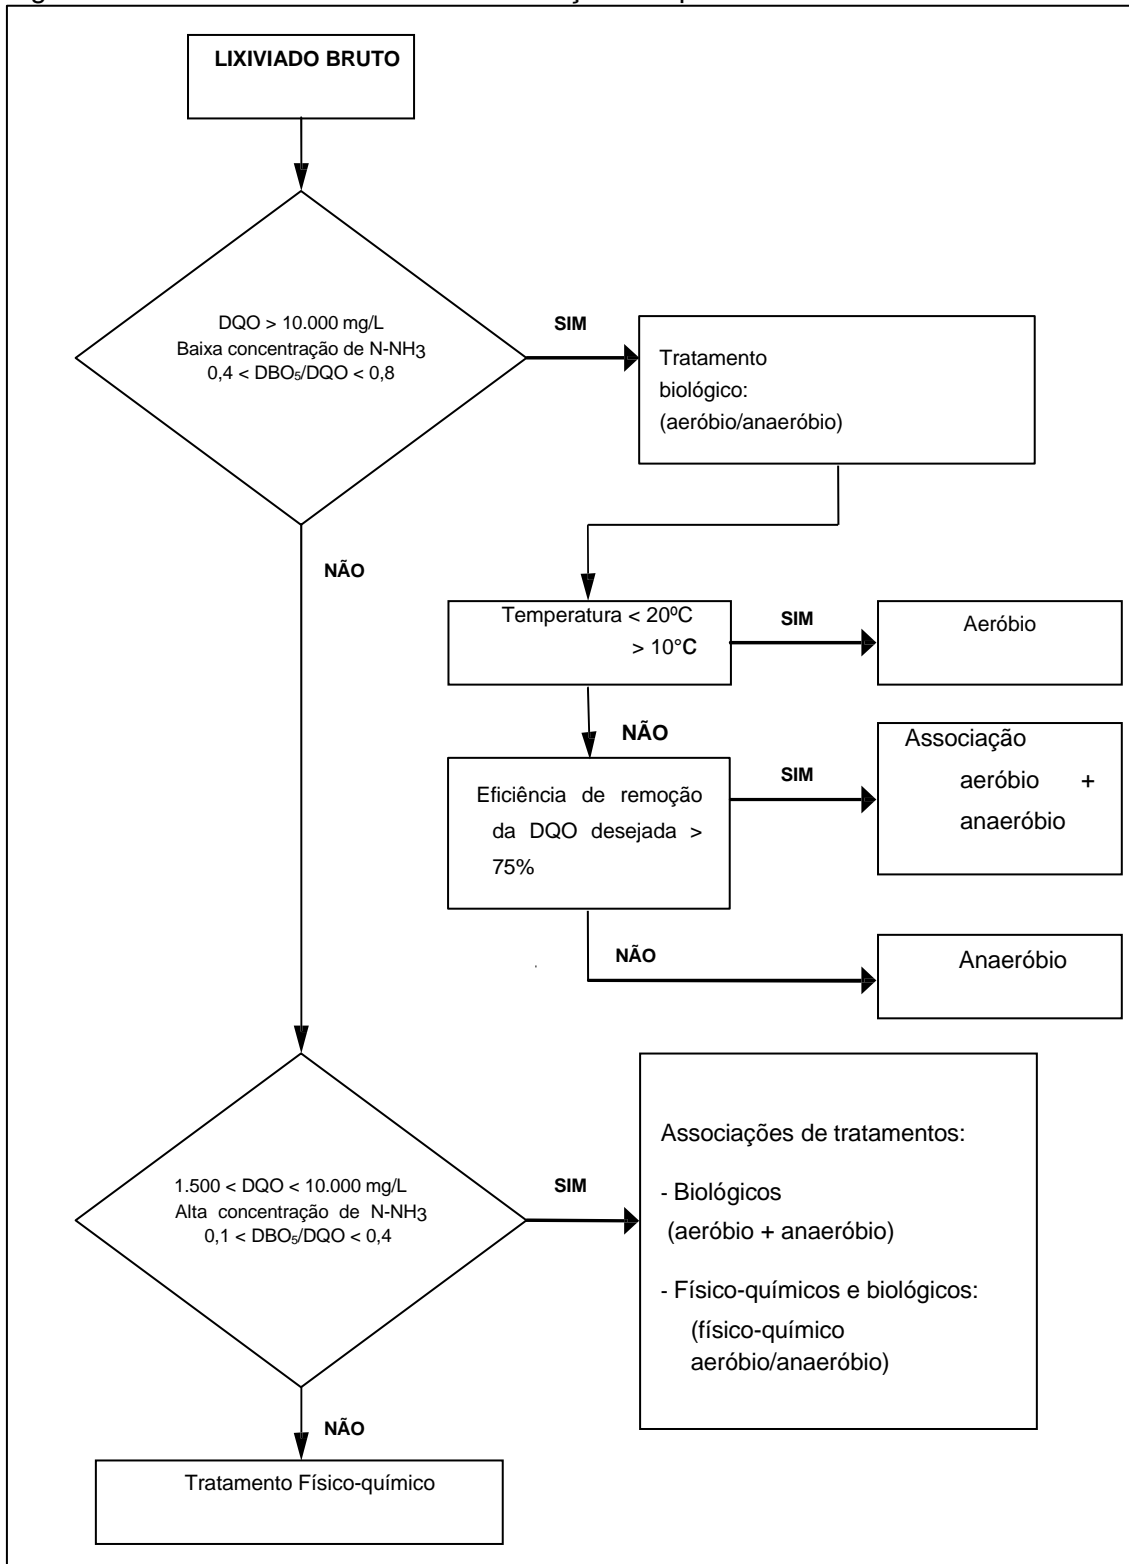 LIXIVIADO BRUTO
DQO > 10.000 mg/L
Baixa concentração de N-NH3
0,4 < DBO₅/DQO < 0,8
SIM
Tratamento
biológico:
(aeróbio/anaeróbio)
NÃO
Temperatura < 20ºC
> 10°C
SIM
Aeróbio
NÃO
Eficiência de remoção
da DQO desejada >
75%
SIM
Associação
aeróbio +
anaeróbio
NÃO
Anaeróbio
1.500 < DQO < 10.000 mg/L
Alta concentração de N-NH3
0,1 < DBO₅/DQO < 0,4
SIM
Associações de tratamentos:
- Biológicos
(aeróbio + anaeróbio)
- Físico-químicos e biológicos:
(físico-químico
aeróbio/anaeróbio)
NÃO
Tratamento Físico-químico